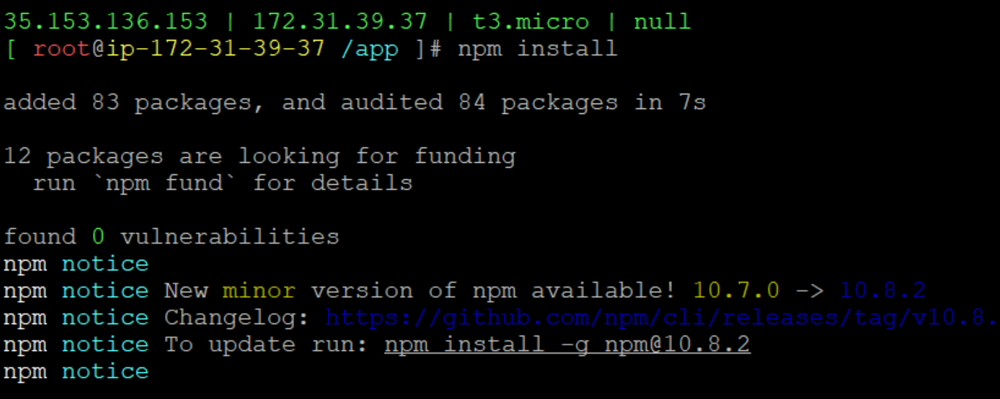 35.153.136.153 | 172.31.39.37 | t3.micro | null
[ root@ip-172-31-39-37 /app ]# npm install
added 83 packages, and audited 84 packages in 7s
12 packages are looking for funding
run `npm fund` for details
found 0 vulnerabilities
npm notice
npm notice New minor version of npm available! 10.7.0 -> 10.8.2
npm notice Changelog: https://github.com/npm/cli/releases/tag/v10.8.
npm notice To update run: npm install -g npm@10.8.2
npm notice